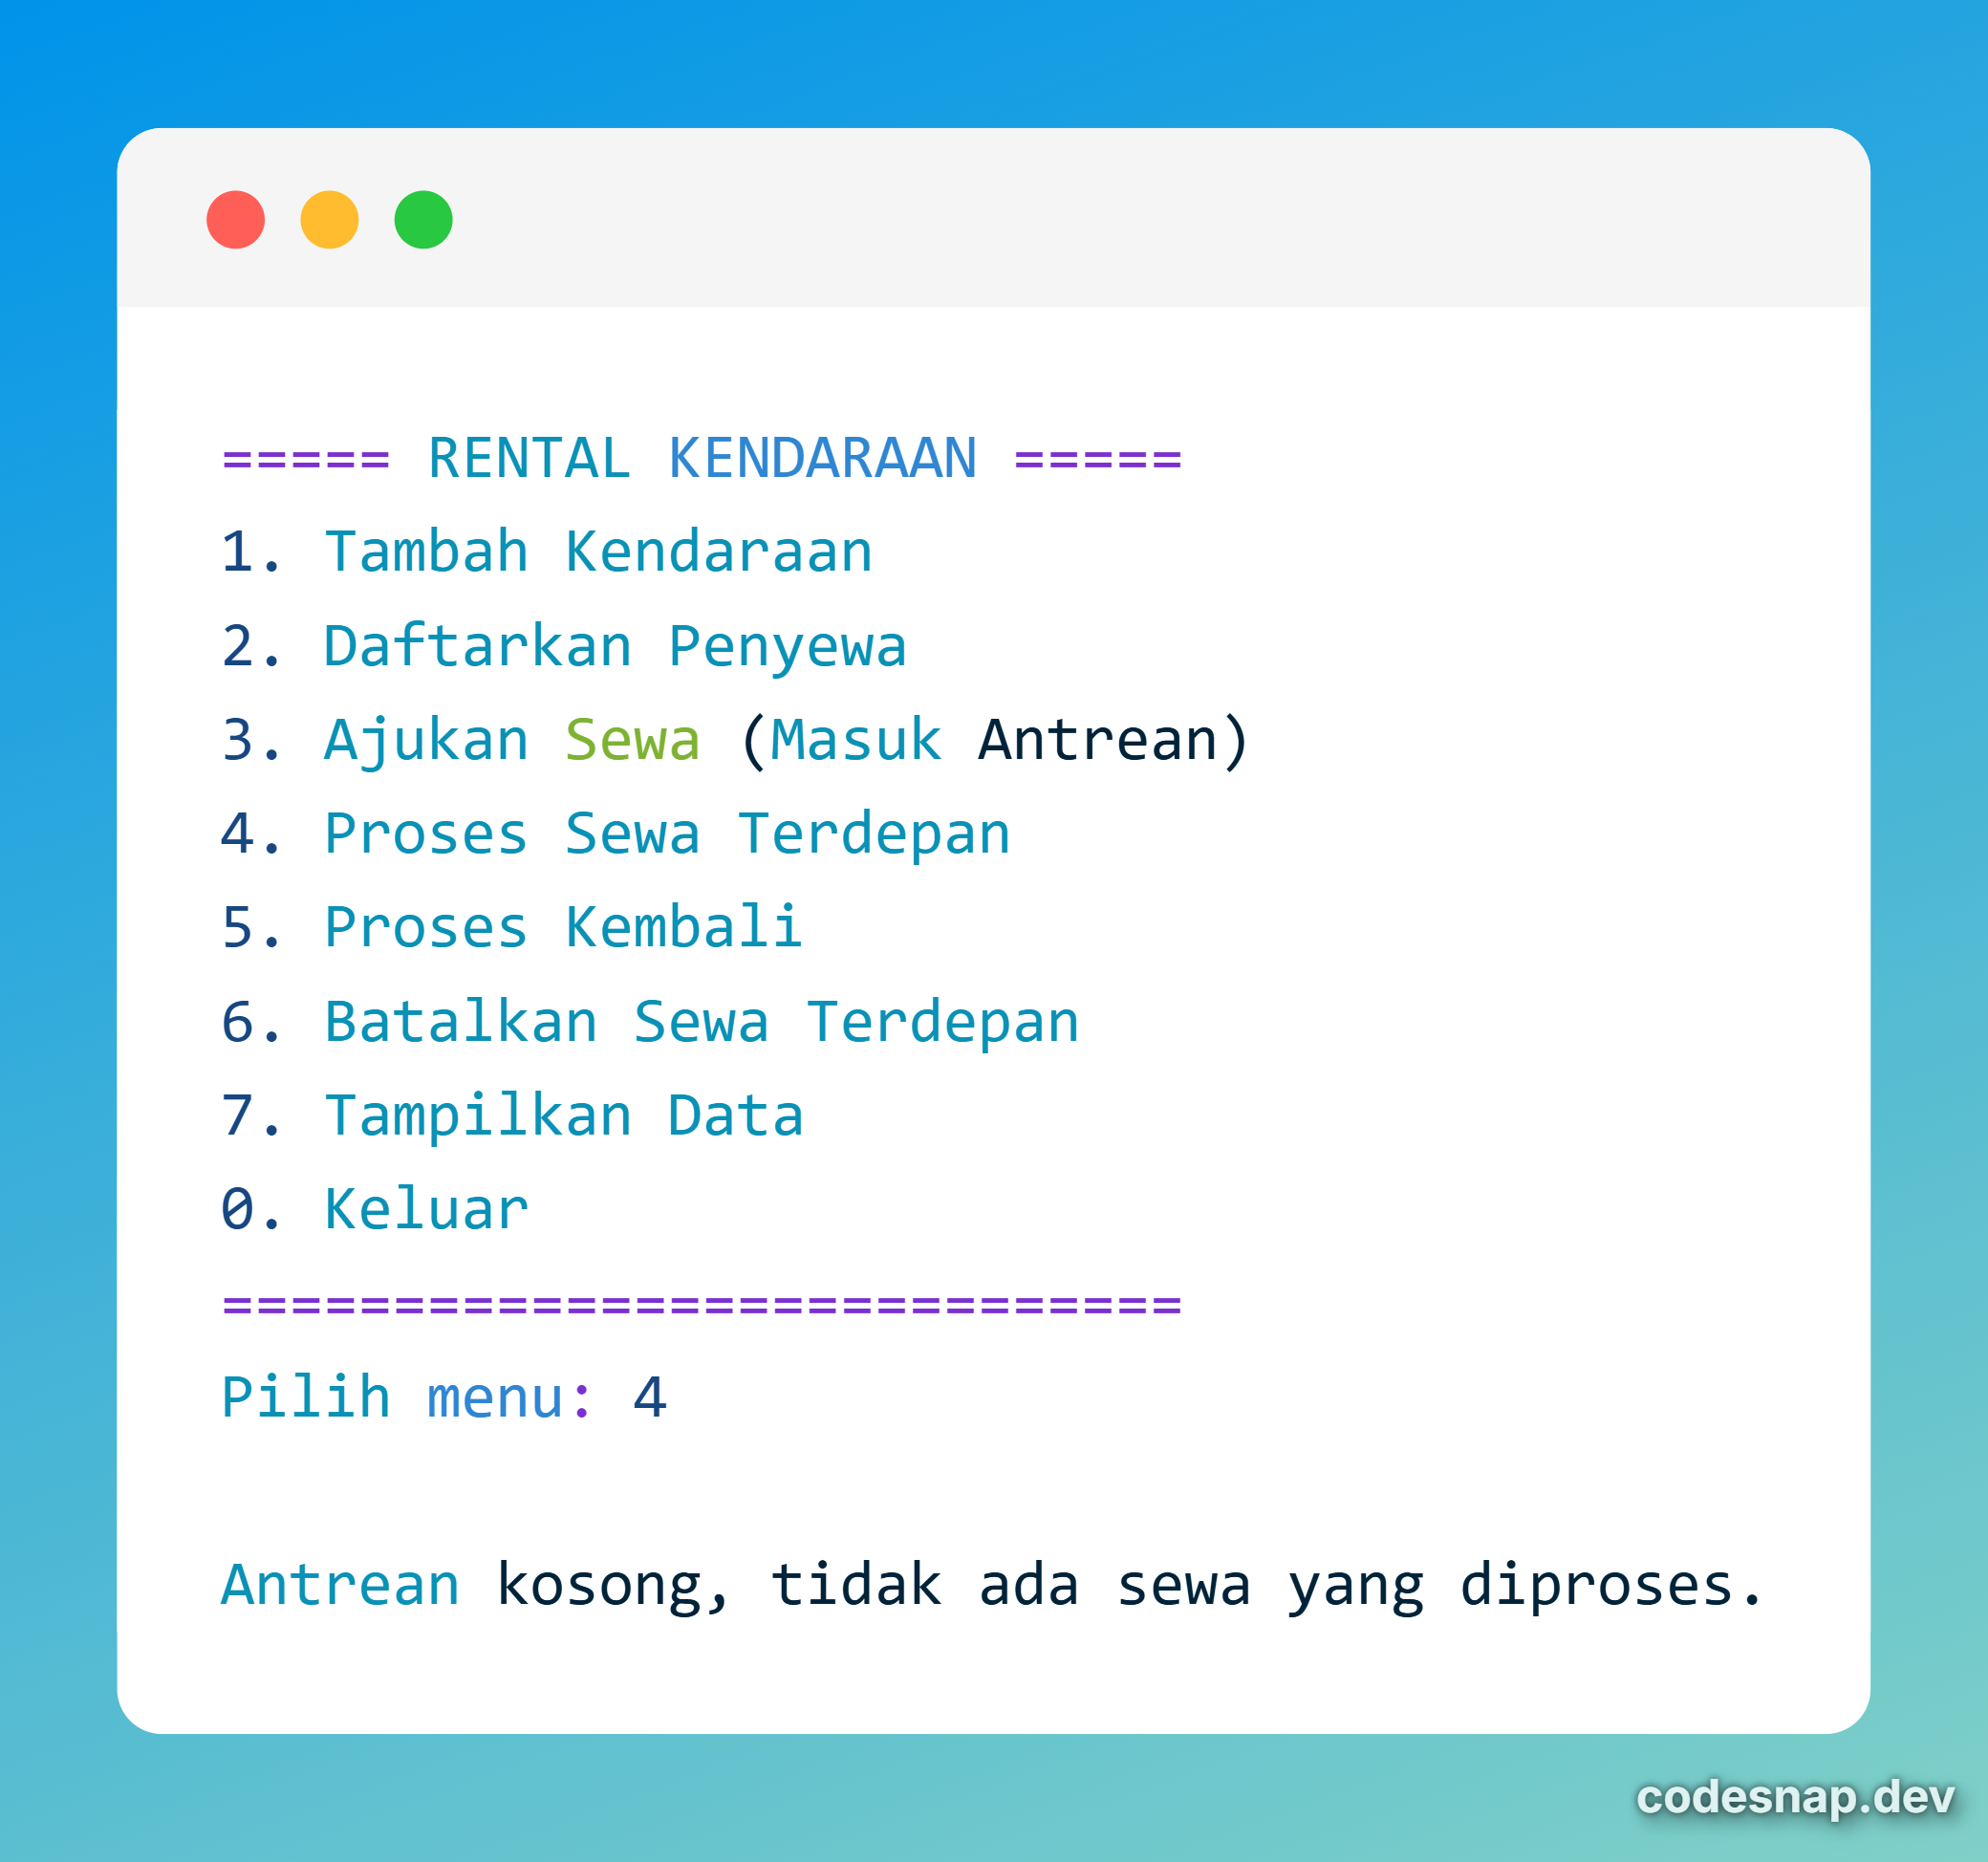 ===== RENTAL KENDARAAN =====
1. Tambah Kendaraan
2. Daftarkan Penyewa
3. Ajukan Sewa (Masuk Antrean)
4. Proses Sewa Terdepan
5. Proses Kembali
6. Batalkan Sewa Terdepan
7. Tampilkan Data
0. Keluar
============================
Pilih menu: 4
Antrean kosong, tidak ada sewa yang diproses.
codesnap.dev